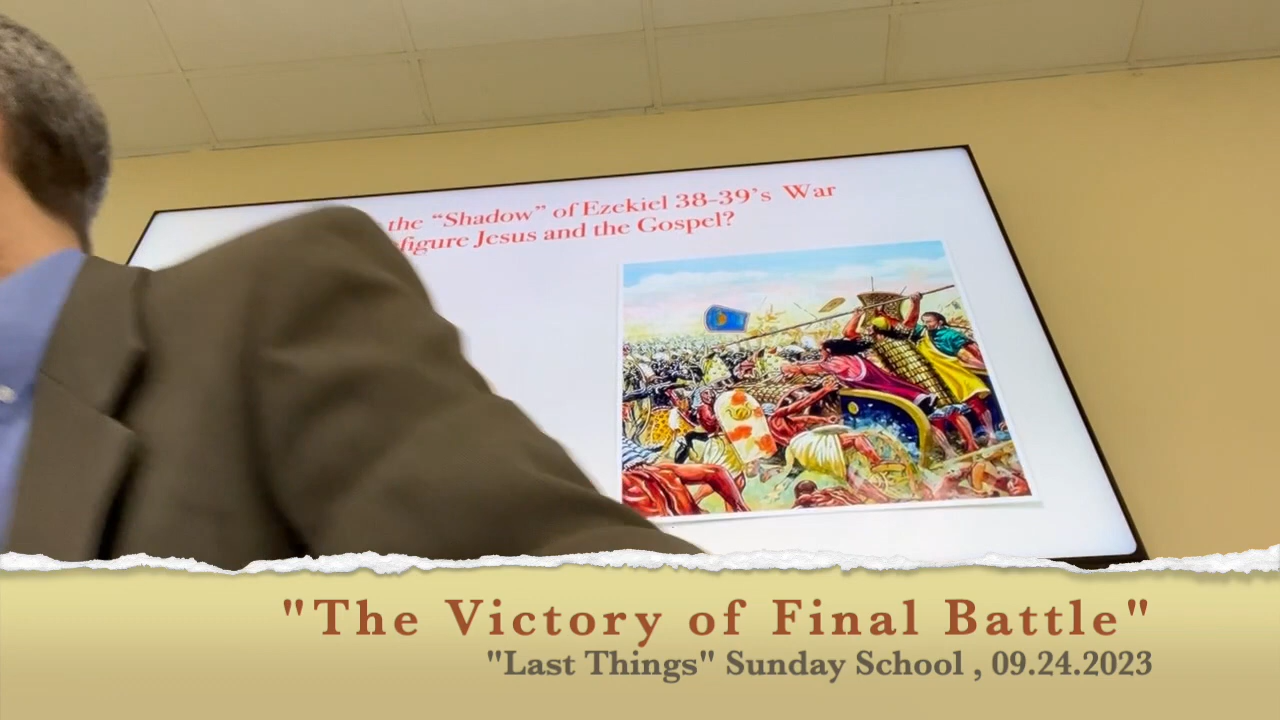 the “Shadow” of Ezekiel 38-39’s War
figure Jesus and the Gospel?
"The Victory of Final Battle"
"Last Things" Sunday School , 09.24.2023